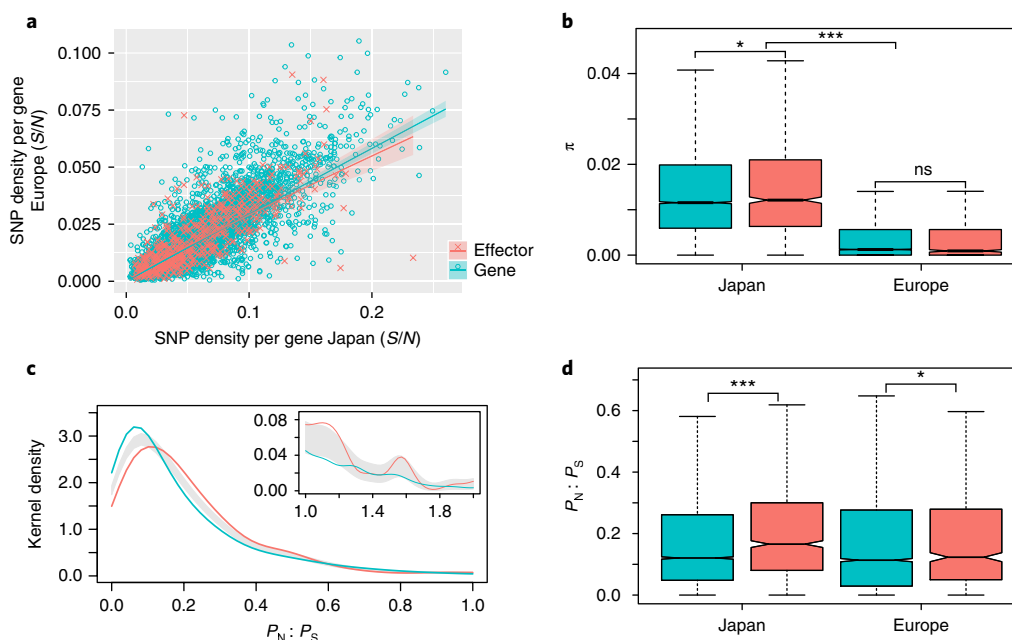 a
SNP density per gene
Europe (S/N)
0.100
0.075
0.050
0.025
0.000
0.0
0.1
0.2
SNP density per gene Japan (S/N)
Effector
Gene
b
π
0.04
0.02
0.00
*
***
ns
Japan
Europe
c
Kernel density
3.0
2.0
1.0
0.0
0.0
0.2
0.4
0.6
0.8
1.0
PN : PS
0.08
0.04
0.00
1.0
1.4
1.8
d
PN : PS
0.6
0.4
0.2
0.0
***
*
Japan
Europe